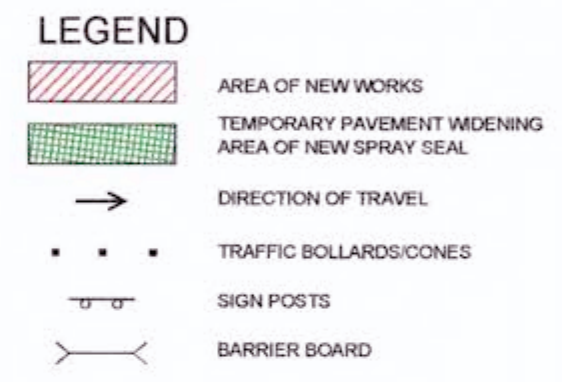 LEGEND
AREA OF NEW WORKS
TEMPORARY PAVEMENT WIDENING
AREA OF NEW SPRAY SEAL
DIRECTION OF TRAVEL
TRAFFIC BOLLARDS/CONES
SIGN POSTS
BARRIER BOARD